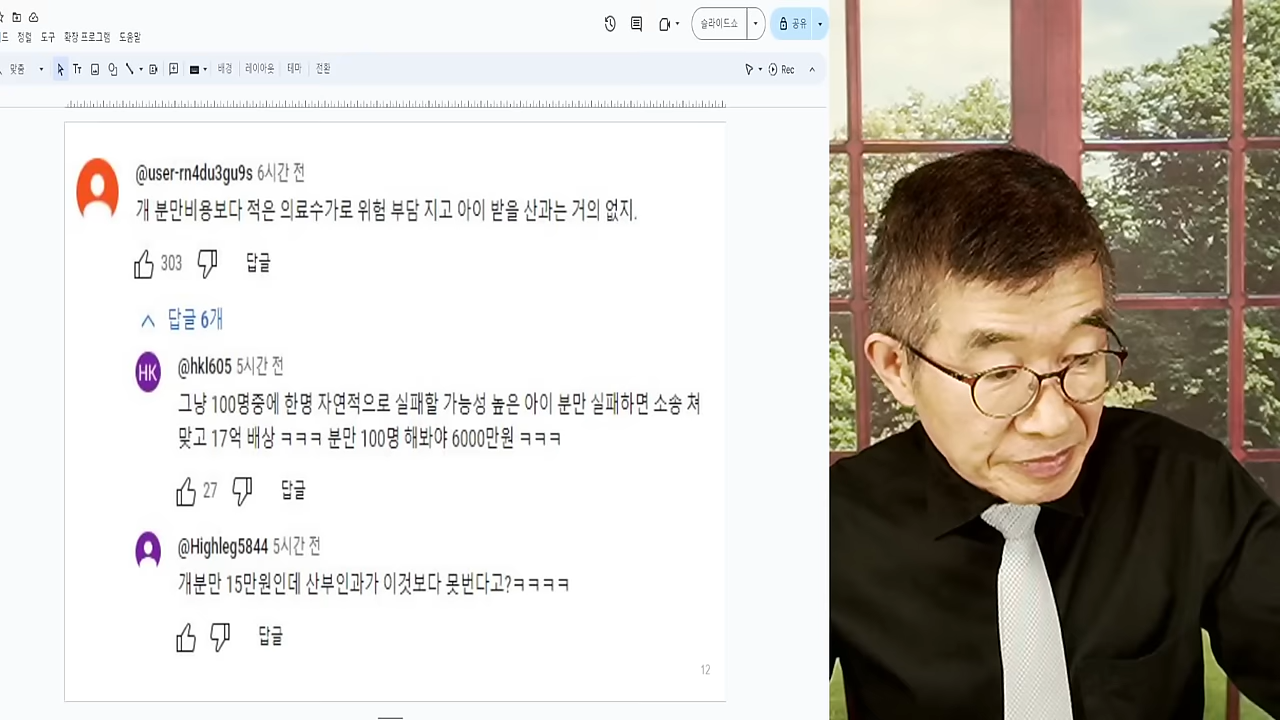 드 정렬 도구 확장 프로그램 도움말
슬라이드쇼
공유
맞춤
Tт
배경 레이아웃 테마 전환
Rec
@user-rn4du3gu9s 6시간 전
개 분만비용보다 적은 의료수가로 위험 부담 지고 아이 받을 산과는 거의 없지.
303 답글
답글 6개
HK
@hkl605 5시간 전
그냥 100명중에 한명 자연적으로 실패할 가능성 높은 아이 분만 실패하면 소송 쳐
맞고 17억 배상 ㅋㅋㅋ 분만 100명 해봐야 6000만원 ㅋㅋㅋ
27 답글
@Highleg5844 5시간 전
개분만 15만원인데 산부인과가 이것보다 못번다고?ㅋㅋㅋㅋ
답글
12